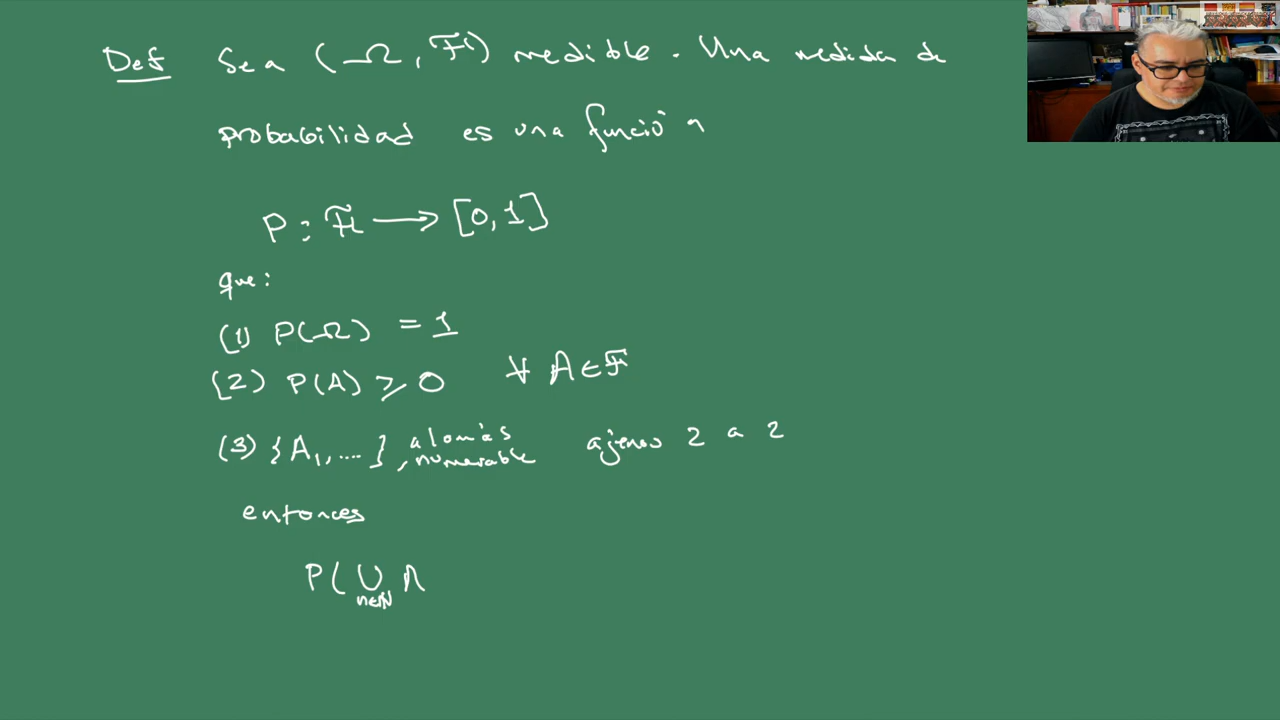 Def Sea (Ω, ℱ) medible. Una medida de
probabilidad es una función
P: ℱ ⟶ [0,1]
que:
(1) P(Ω) = 1
(2) P(A) ≥ 0 ∀ A ∈ ℱ
(3) {A₁, ....}, a lo más numerable ajenos 2 a 2
entonces
P( ∪ n∈ℕ A